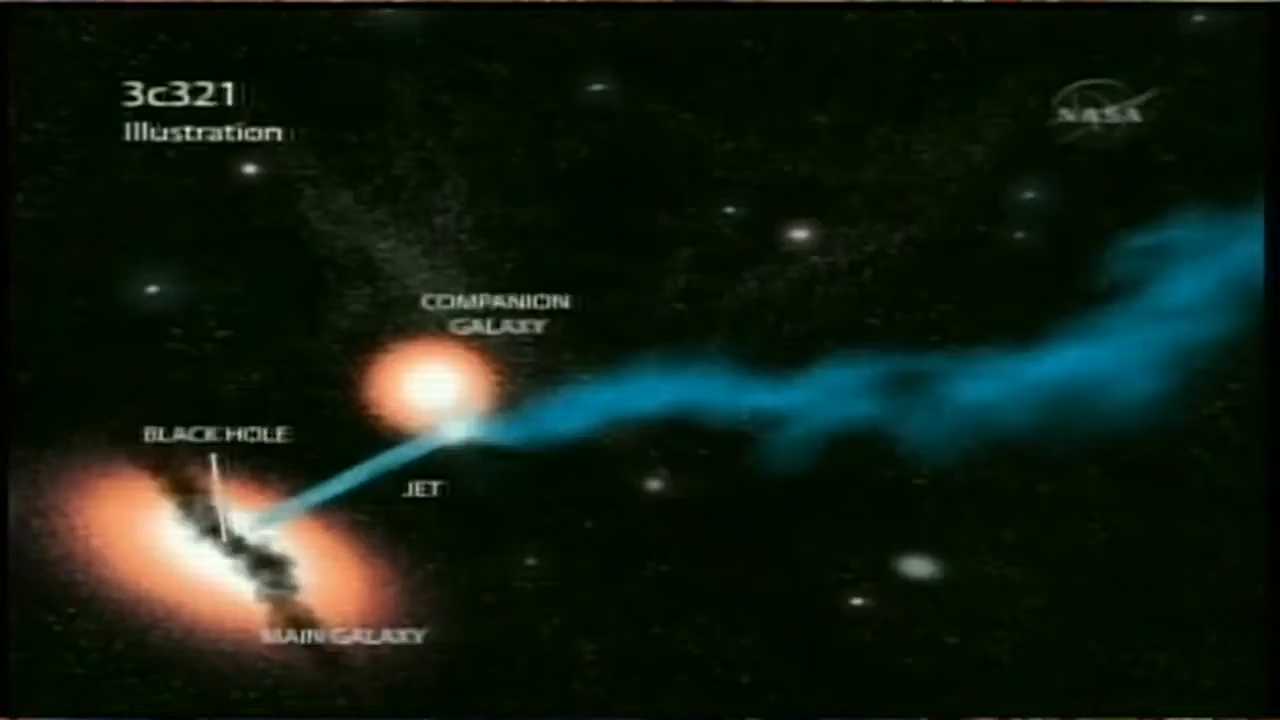 3c321
Illustration
NASA
COMPANION
GALAXY
BLACK HOLE
JET
MAIN GALAXY